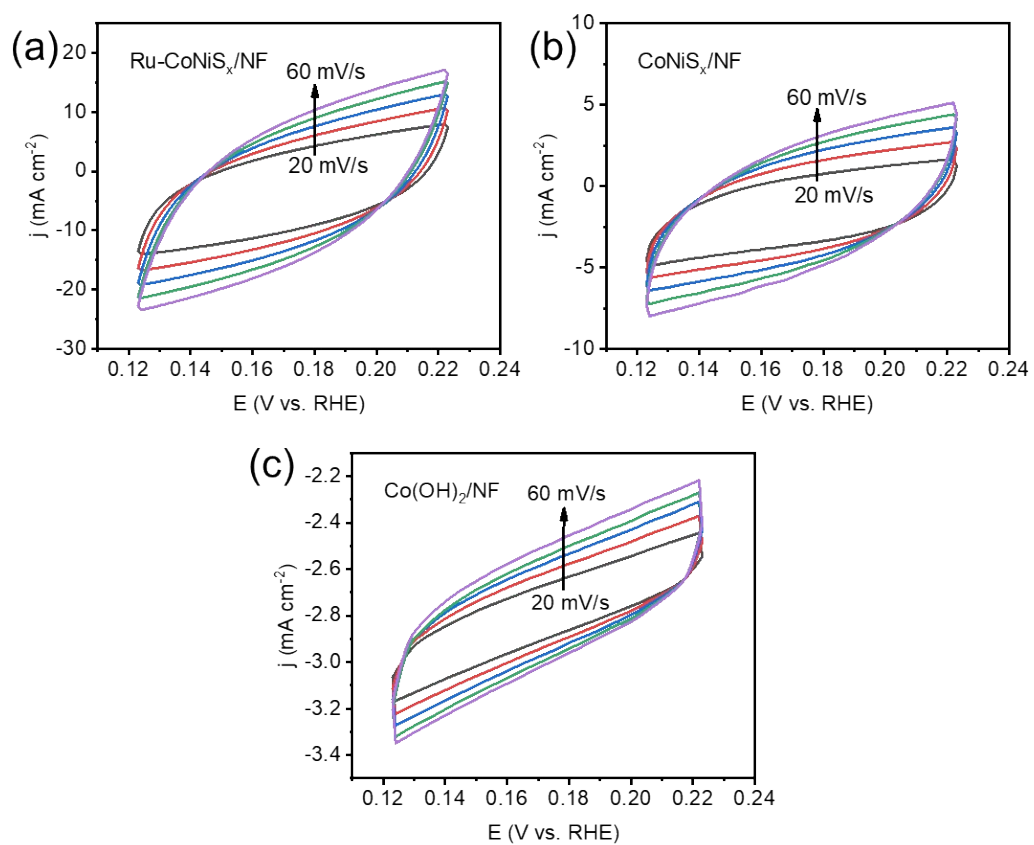 (a)
Ru-CoNiSx/NF
60 mV/s
20 mV/s
20
10
0
-10
-20
-30
j (mA cm-2)
0.12 0.14 0.16 0.18 0.20 0.22 0.24
E (V vs. RHE)
(b)
CoNiSx/NF
60 mV/s
20 mV/s
10
5
0
-5
-10
j (mA cm-2)
0.12 0.14 0.16 0.18 0.20 0.22 0.24
E (V vs. RHE)
(c)
Co(OH)2/NF
60 mV/s
20 mV/s
-2.2
-2.4
-2.6
-2.8
-3.0
-3.2
-3.4
j (mA cm-2)
0.12 0.14 0.16 0.18 0.20 0.22 0.24
E (V vs. RHE)